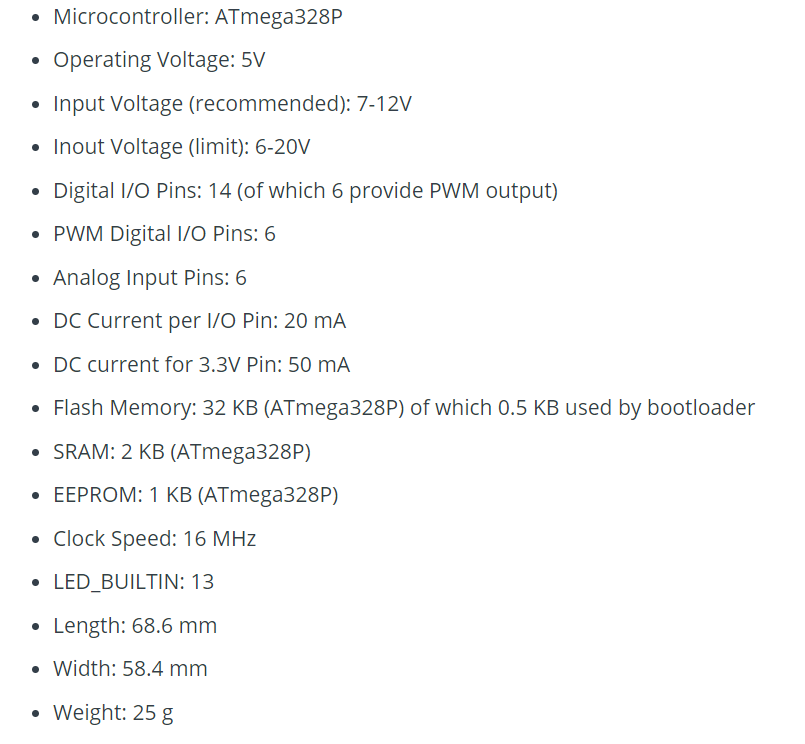 Microcontroller: ATmega328P
Operating Voltage: 5V
Input Voltage (recommended): 7-12V
Inout Voltage (limit): 6-20V
Digital I/O Pins: 14 (of which 6 provide PWM output)
PWM Digital I/O Pins: 6
Analog Input Pins: 6
DC Current per I/O Pin: 20 mA
DC current for 3.3V Pin: 50 mA
Flash Memory: 32 KB (ATmega328P) of which 0.5 KB used by bootloader
SRAM: 2 KB (ATmega328P)
EEPROM: 1 KB (ATmega328P)
Clock Speed: 16 MHz
LED_BUILTIN: 13
Length: 68.6 mm
Width: 58.4 mm
Weight: 25 g